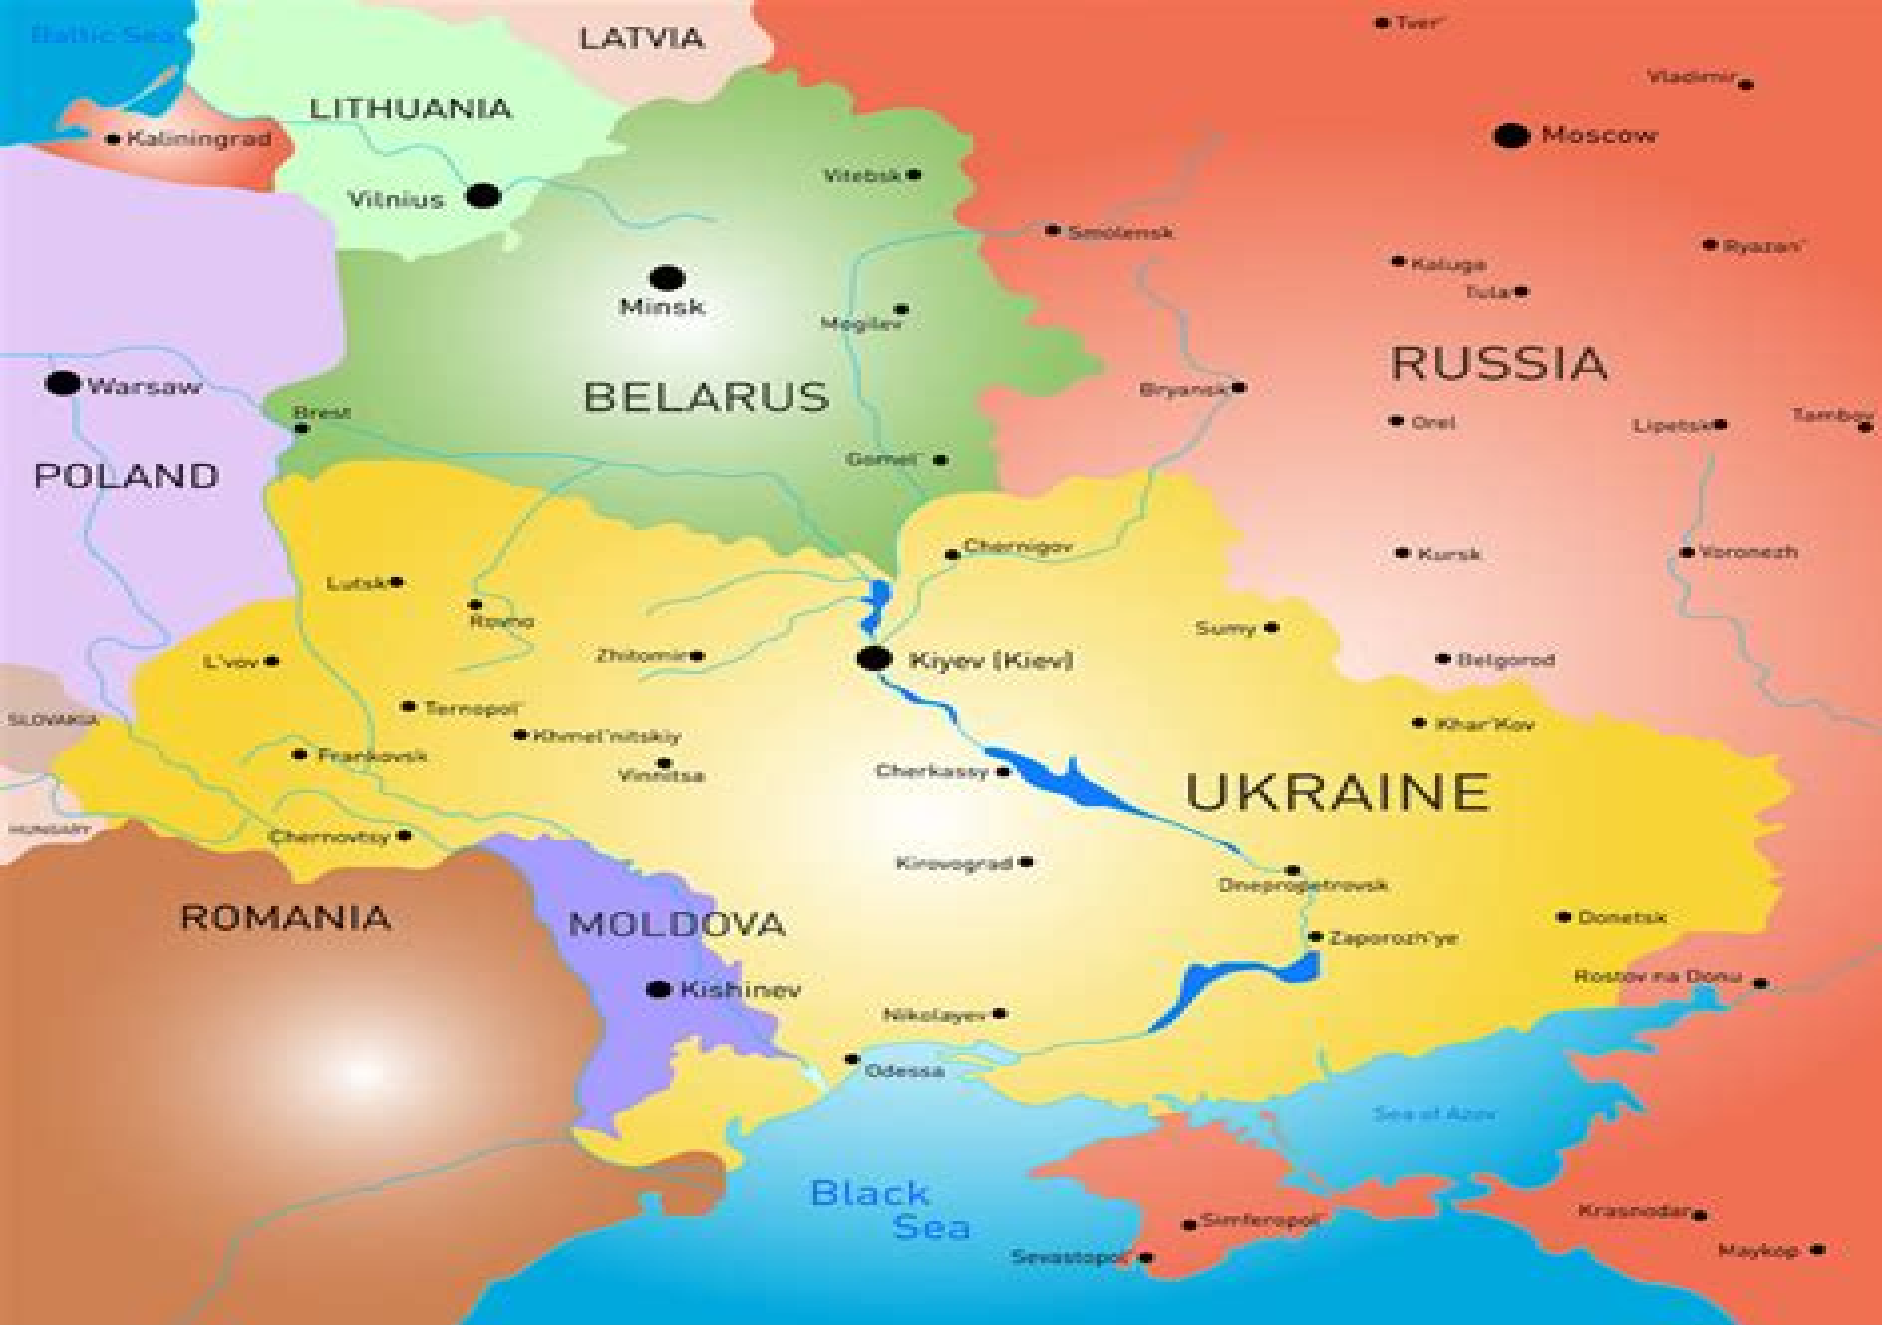 Baltic Sea
LATVIA
Tver'
Vladimir
LITHUANIA
Kaliningrad
Moscow
Vitebsk
Vilnius
Smolensk
Ryazan'
Kaluga
Tula
Minsk
Mogilev
RUSSIA
Warsaw
BELARUS
Bryansk
Brest
Orel
Lipetsk
Tambov
POLAND
Gomel'
Chernigov
Kursk
Voronezh
Lutsk
Rovno
Sumy
L'vov
Zhitomir
Kiyev (Kiev)
Belgorod
SLOVAKIA
Ternopol'
Khmel'nitskiy
Khar'Kov
Frankovsk
Vinnitsa
Cherkassy
UKRAINE
HUNGARY
Chernovtsy
Kirovograd
Dnepropetrovsk
ROMANIA
MOLDOVA
Donetsk
Zaporozh'ye
Rostov na Donu
Kishinev
Nikolayev
Odessa
Sea of Azov
Black
Sea
Simferopol'
Krasnodar
Sevastopol'
Maykop